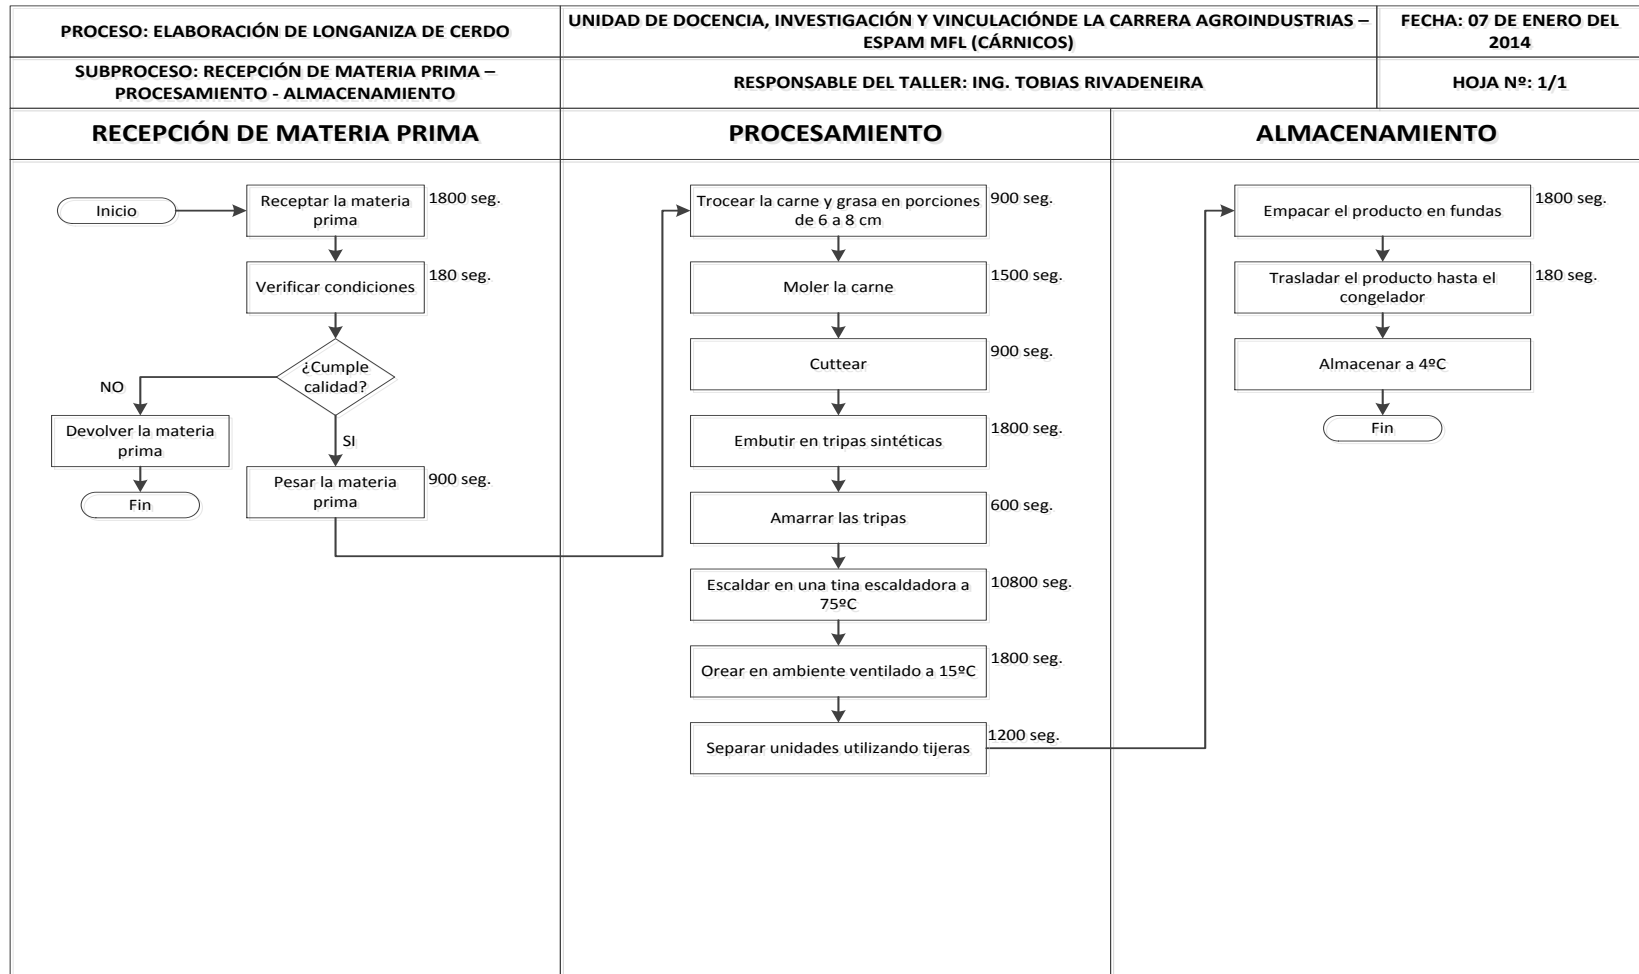 PROCESO: ELABORACIÓN DE LONGANIZA DE CERDO
UNIDAD DE DOCENCIA, INVESTIGACIÓN Y VINCULACIÓNDE LA CARRERA AGROINDUSTRIAS –
ESPAM MFL (CÁRNICOS)
FECHA: 07 DE ENERO DEL
2014
SUBPROCESO: RECEPCIÓN DE MATERIA PRIMA –
PROCESAMIENTO - ALMACENAMIENTO
RESPONSABLE DEL TALLER: ING. TOBIAS RIVADENEIRA
HOJA Nº: 1/1
RECEPCIÓN DE MATERIA PRIMA
Inicio
Receptar la materia
prima
1800 seg.
Verificar condiciones
180 seg.
¿Cumple
calidad?
NO
Devolver la materia
prima
Fin
SI
Pesar la materia
prima
900 seg.
PROCESAMIENTO
Trocear la carne y grasa en porciones
de 6 a 8 cm
900 seg.
Moler la carne
1500 seg.
Cuttear
900 seg.
Embutir en tripas sintéticas
1800 seg.
Amarrar las tripas
600 seg.
Escaldar en una tina escaldadora a
75ºC
10800 seg.
Orear en ambiente ventilado a 15ºC
1800 seg.
Separar unidades utilizando tijeras
1200 seg.
ALMACENAMIENTO
Empacar el producto en fundas
1800 seg.
Trasladar el producto hasta el
congelador
180 seg.
Almacenar a 4ºC
Fin